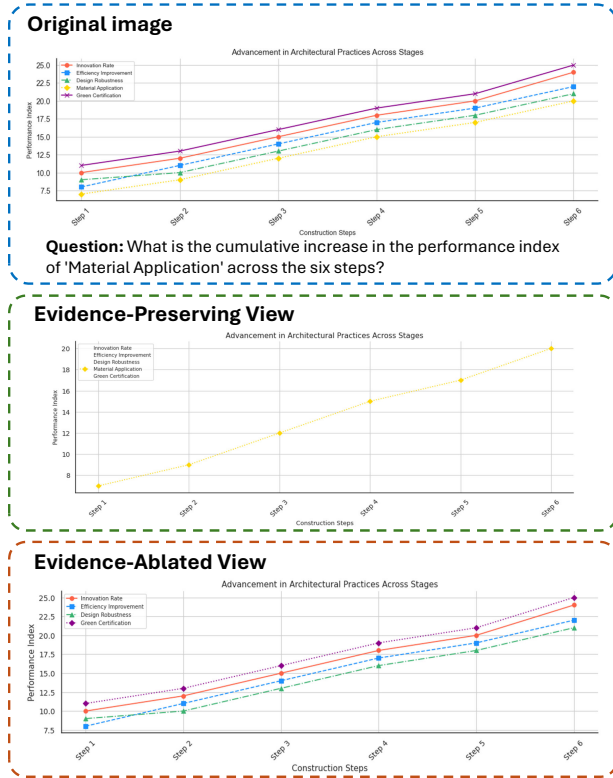 Original image
Advancement in Architectural Practices Across Stages
Innovation Rate
Efficiency Improvement
Design Robustness
Material Application
Green Certification
Performance Index
25.0
22.5
20.0
17.5
15.0
12.5
10.0
7.5
Step 1
Step 2
Step 3
Step 4
Step 5
Step 6
Construction Steps
Question: What is the cumulative increase in the performance index
of 'Material Application' across the six steps?
Evidence-Preserving View
Advancement in Architectural Practices Across Stages
Innovation Rate
Efficiency Improvement
Design Robustness
Material Application
Green Certification
Performance Index
20
18
16
14
12
10
8
Step 1
Step 2
Step 3
Step 4
Step 5
Step 6
Construction Steps
Evidence-Ablated View
Advancement in Architectural Practices Across Stages
Innovation Rate
Efficiency Improvement
Design Robustness
Green Certification
Performance Index
25.0
22.5
20.0
17.5
15.0
12.5
10.0
7.5
Step 1
Step 2
Step 3
Step 4
Step 5
Step 6
Construction Steps